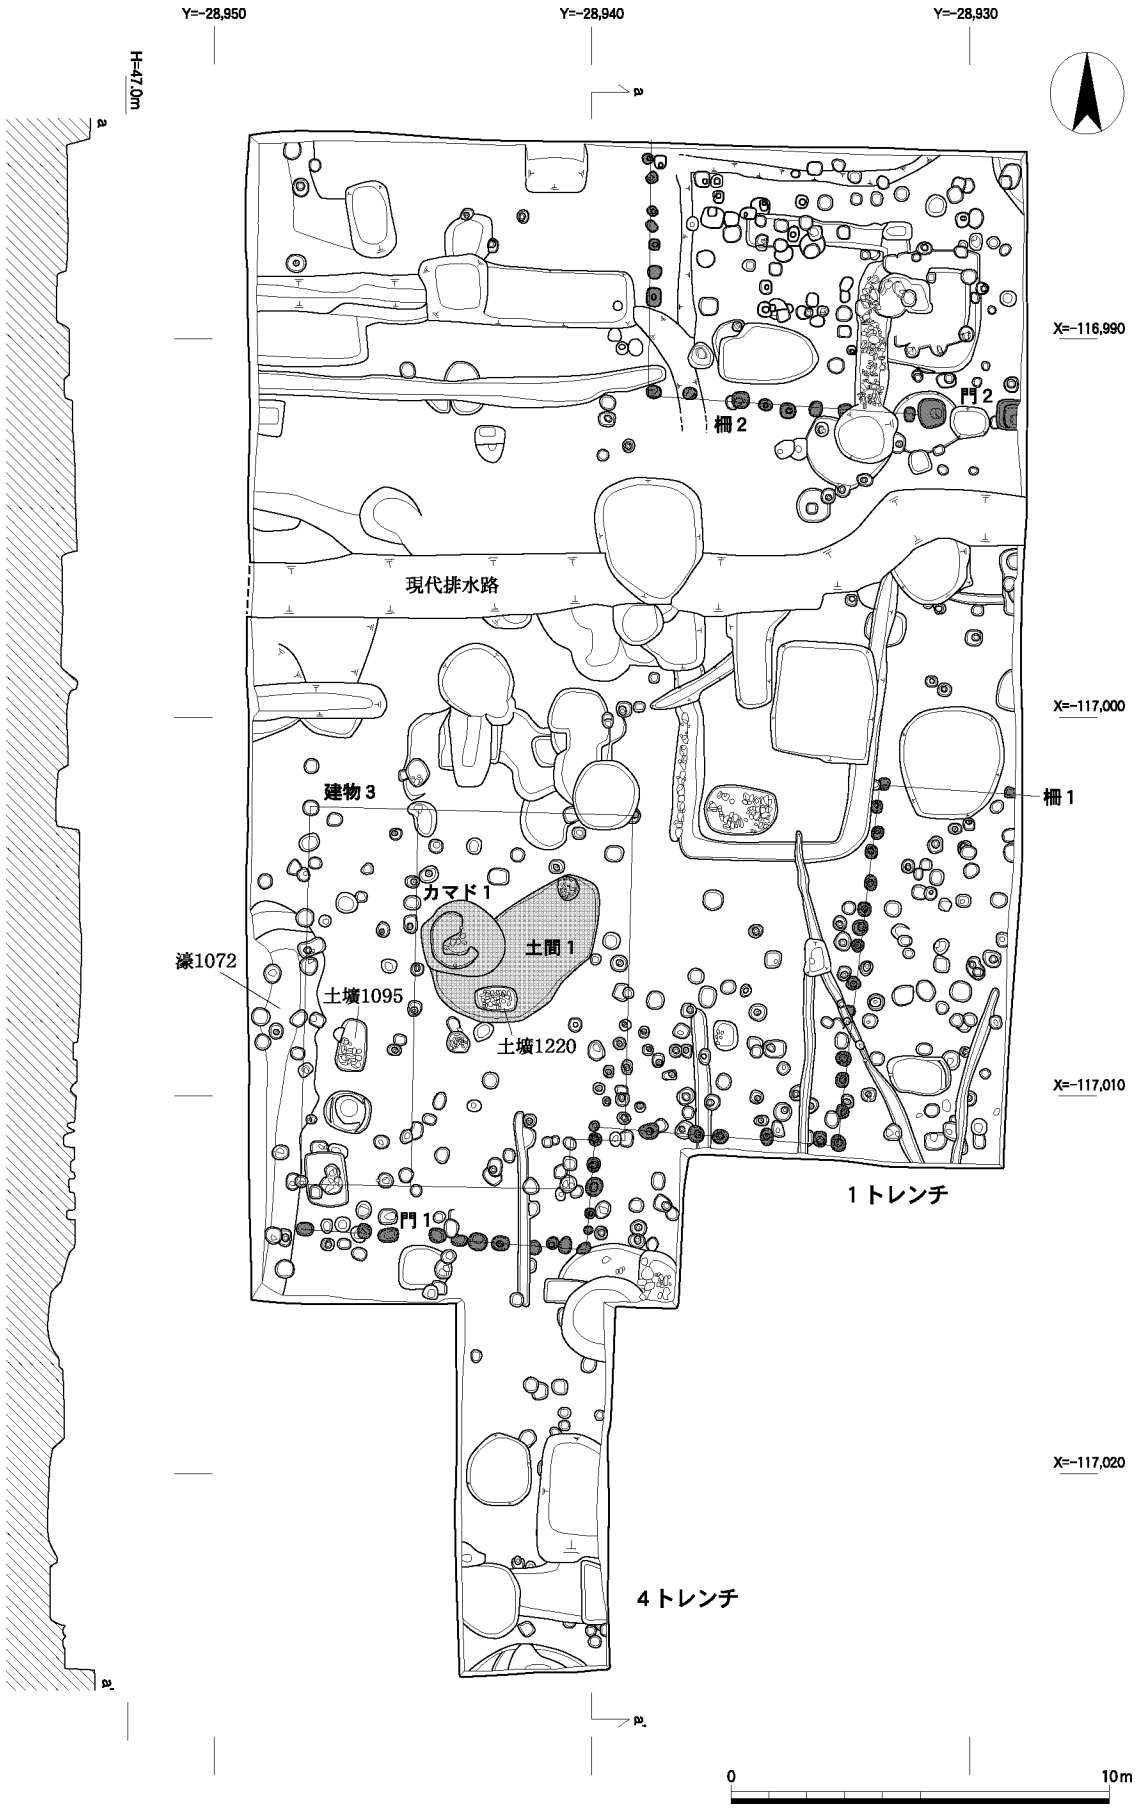 Y=-28,950
Y=-28,940
Y=-28,930
H=47.0m
a
a
X=-116,990
門2
柵2
現代排水路
X=-117,000
建物3
柵1
カマド1
土間1
濠1072
土壙1095
土壙1220
X=-117,010
1トレンチ
門1
X=-117,020
4トレンチ
a'
a'
0
10m